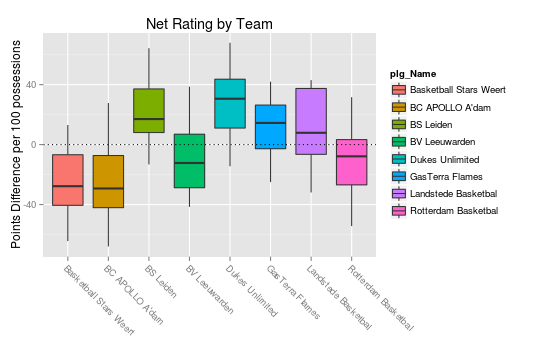 Net Rating by Team
Points Difference per 100 possessions
40
0
-40
Basketball Stars Weert
BC APOLLO A'dam
BS Leiden
BV Leeuwarden
Dukes Unlimited
GasTerra Flames
Landstede Basketbal
Rotterdam Basketbal
plg_Name
Basketball Stars Weert
BC APOLLO A'dam
BS Leiden
BV Leeuwarden
Dukes Unlimited
GasTerra Flames
Landstede Basketbal
Rotterdam Basketbal